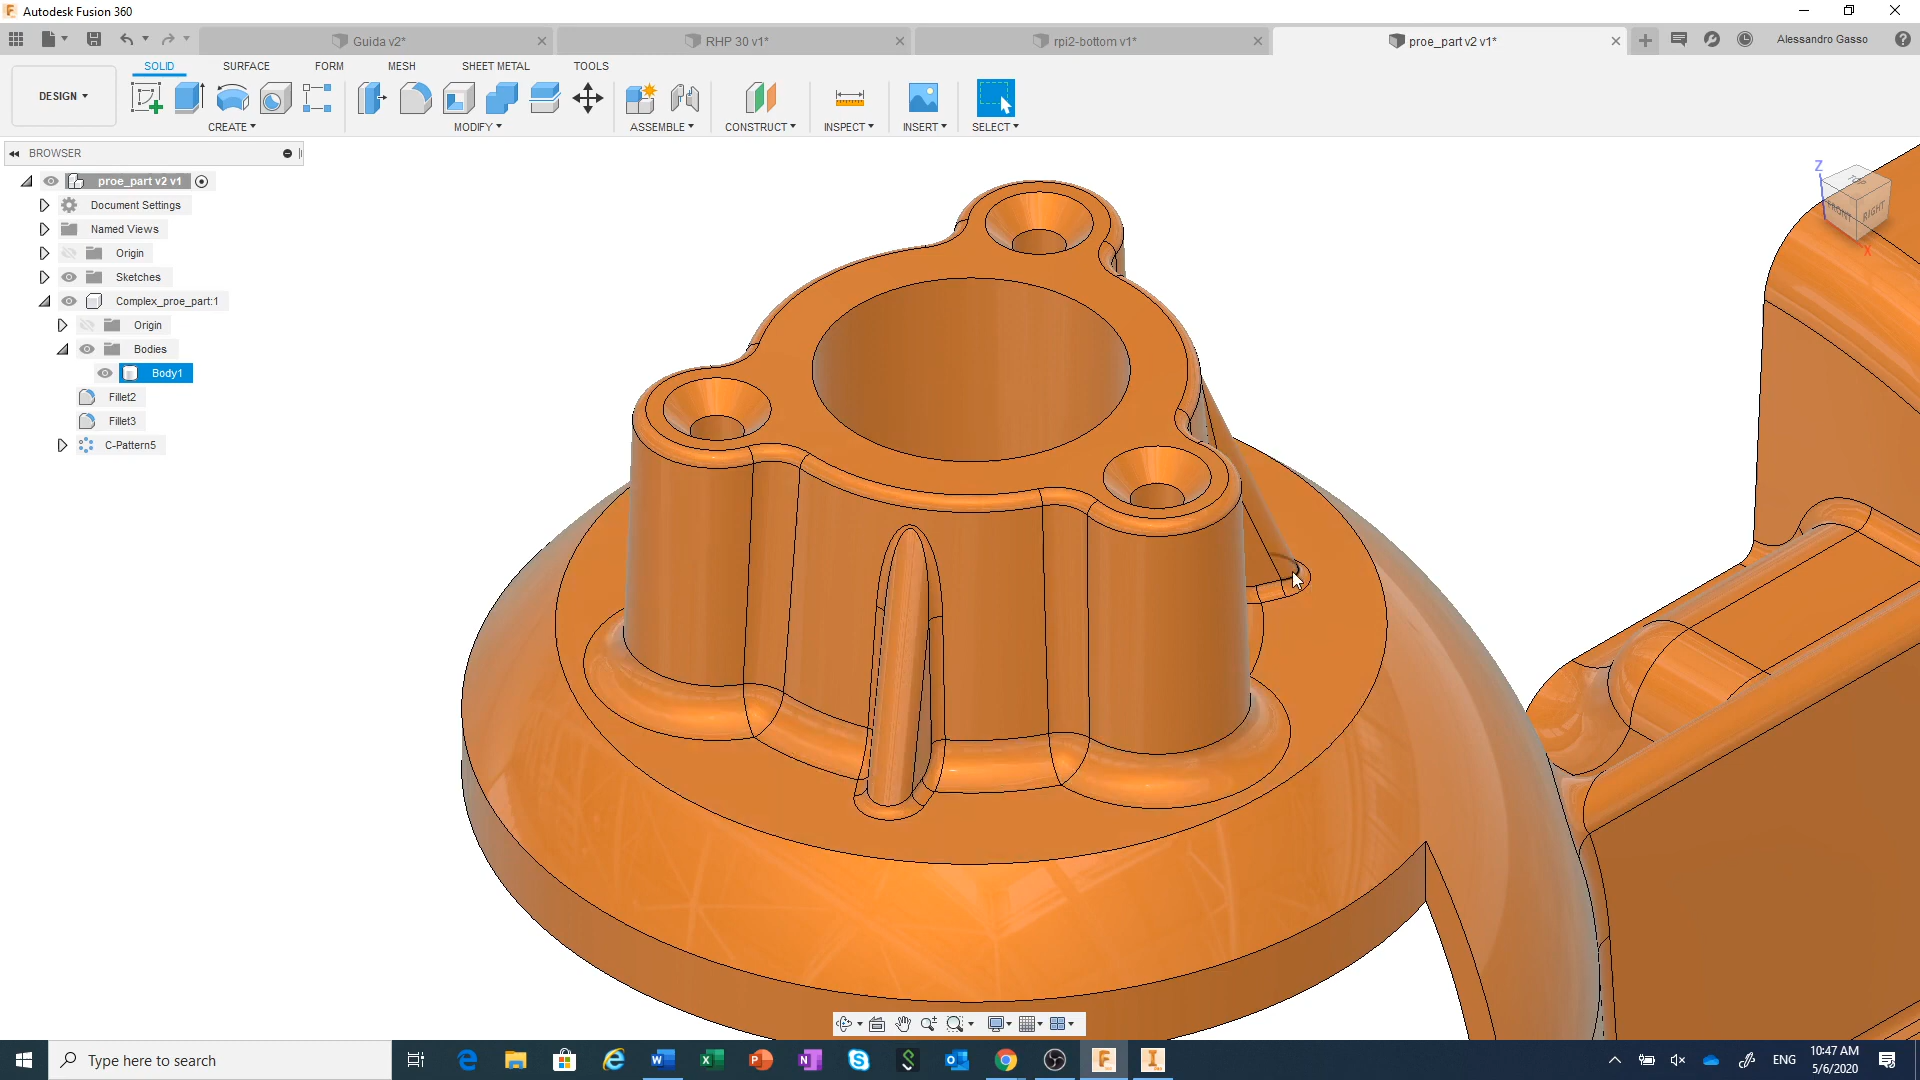 Autodesk Fusion 360
Guida v2*
RHP 30 v1*
rpi2-bottom v1*
proe_part v2 v1*
Alessandro Gasso
SOLID
SURFACE
FORM
MESH
SHEET METAL
TOOLS
DESIGN
CREATE
MODIFY
ASSEMBLE
CONSTRUCT
INSPECT
INSERT
SELECT
BROWSER
proe_part v2 v1
Document Settings
Named Views
Origin
Sketches
Complex_proe_part:1
Origin
Bodies
Body1
Fillet2
Fillet3
C-Pattern5
Z
TOP
FRONT
RIGHT
X
Type here to search
ENG
10:47 AM
5/6/2020